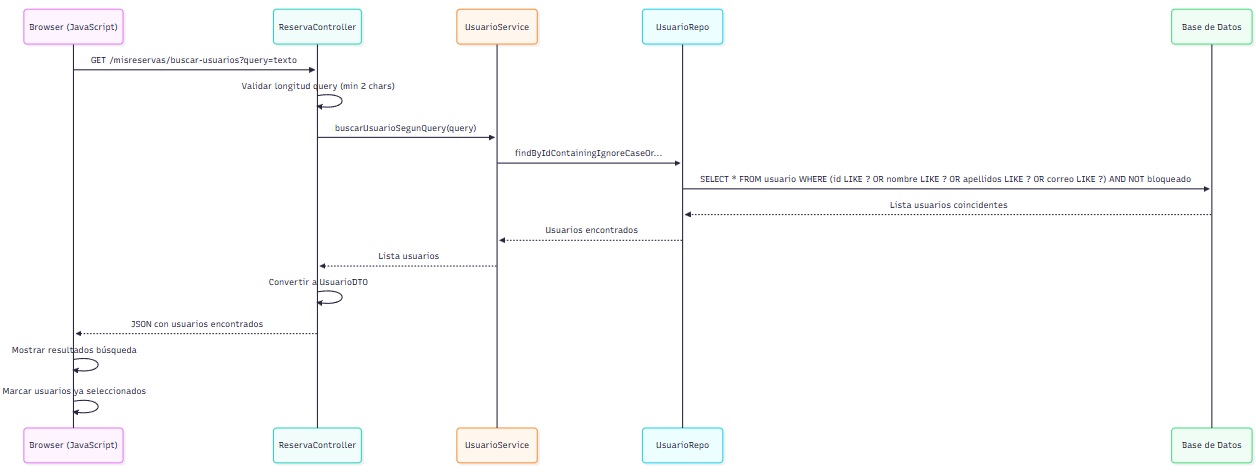 Browser (JavaScript)
ReservaController
UsuarioService
UsuarioRepo
Base de Datos
GET /misreservas/buscar-usuarios?query=texto
Validar longitud query (min 2 chars)
buscarUsuarioSegunQuery(query)
findByIdContainingIgnoreCaseOr...
SELECT * FROM usuario WHERE (id LIKE ? OR nombre LIKE ? OR apellidos LIKE ? OR correo LIKE ?) AND NOT bloqueado
Lista usuarios coincidentes
Usuarios encontrados
Lista usuarios
Convertir a UsuarioDTO
JSON con usuarios encontrados
Mostrar resultados búsqueda
Marcar usuarios ya seleccionados
Browser (JavaScript)
ReservaController
UsuarioService
UsuarioRepo
Base de Datos